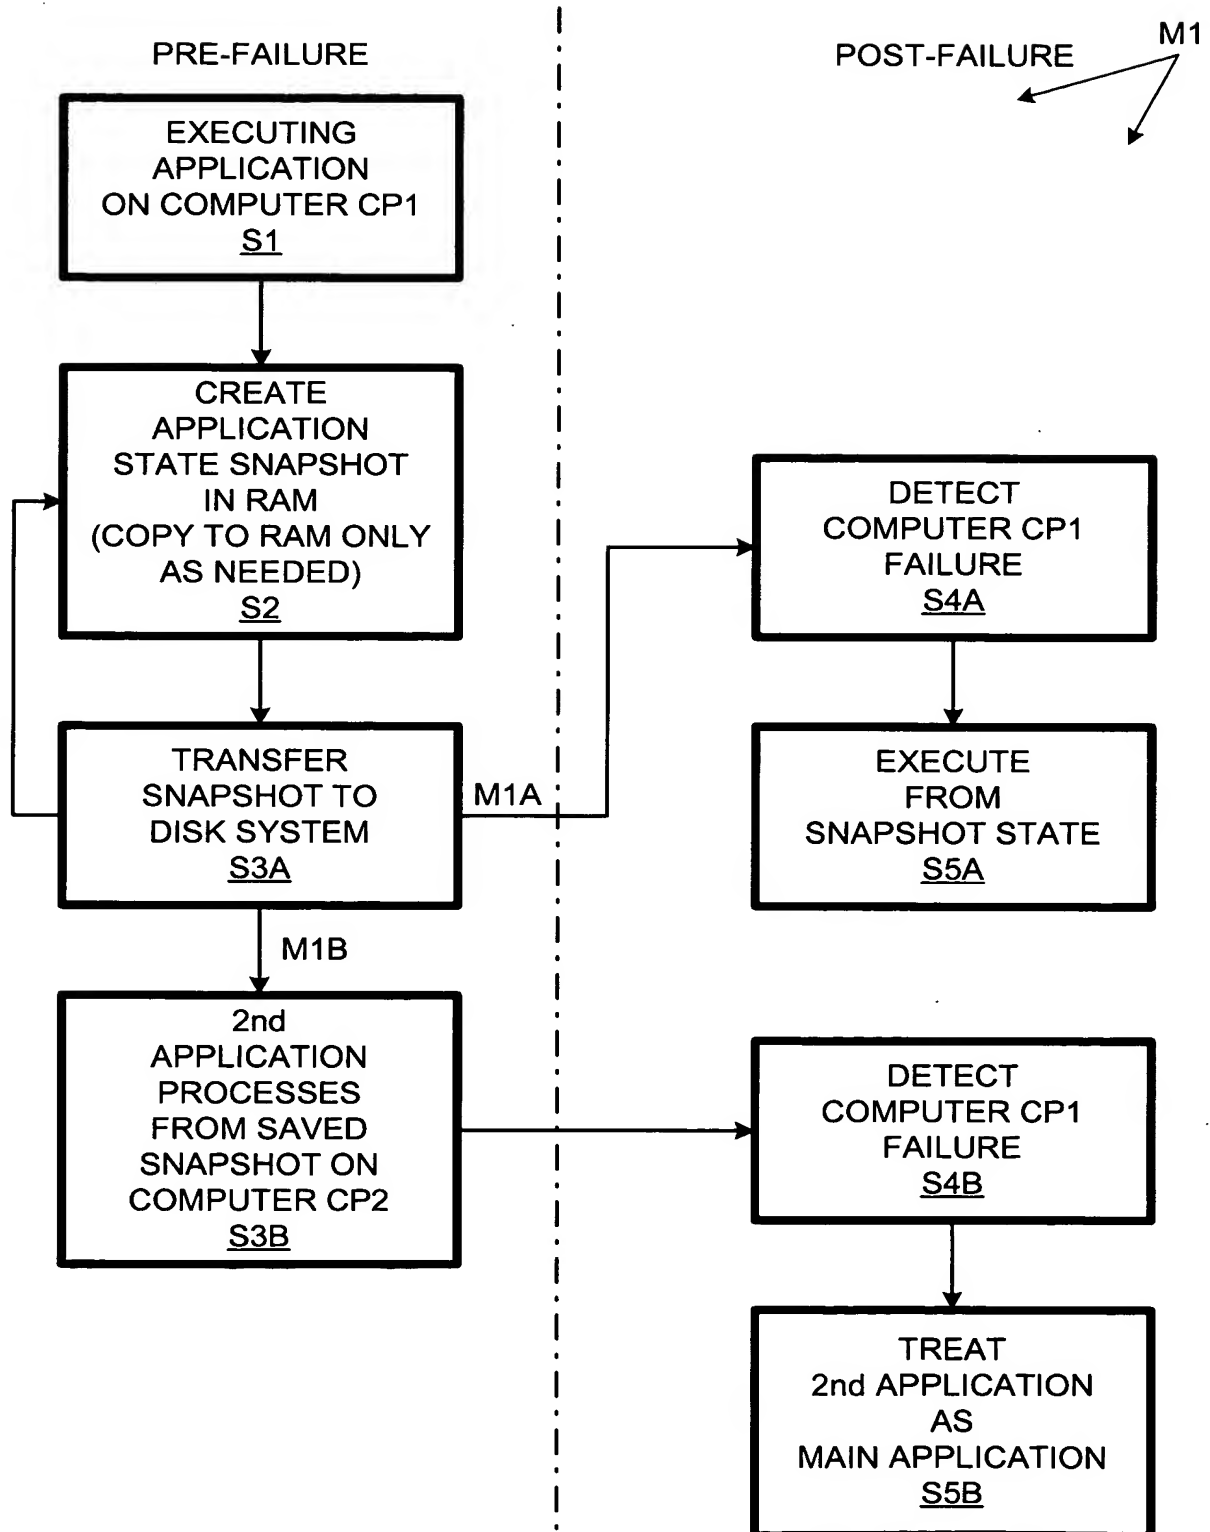 PRE-FAILURE
POST-FAILURE
M1
EXECUTING
APPLICATION
ON COMPUTER CP1
S1
CREATE
APPLICATION
STATE SNAPSHOT
IN RAM
(COPY TO RAM ONLY
AS NEEDED)
S2
TRANSFER
SNAPSHOT TO
DISK SYSTEM
S3A
M1A
M1B
2nd
APPLICATION
PROCESSES
FROM SAVED
SNAPSHOT ON
COMPUTER CP2
S3B
DETECT
COMPUTER CP1
FAILURE
S4A
EXECUTE
FROM
SNAPSHOT STATE
S5A
DETECT
COMPUTER CP1
FAILURE
S4B
TREAT
2nd APPLICATION
AS
MAIN APPLICATION
S5B